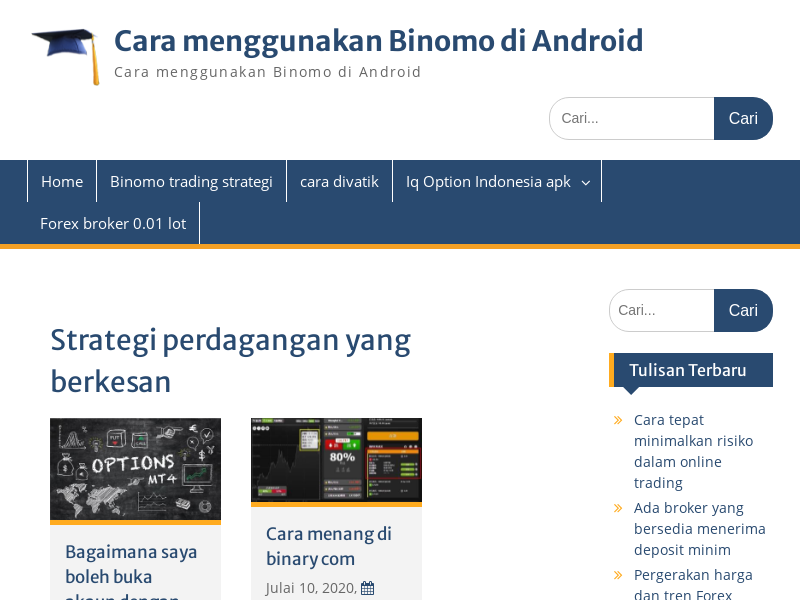 Cara menggunakan Binomo di Android
Cara menggunakan Binomo di Android
Cari...
Cari
Home
Binomo trading strategi
cara divatik
Iq Option Indonesia apk
Forex broker 0.01 lot
Cari...
Cari
Strategi perdagangan yang
berkesan
OPTIONS
MT4
Bagaimana saya
boleh buka
akaun dengan
80%
Cara menang di
binary com
Julai 10, 2020,
Tulisan Terbaru
Cara tepat
minimalkan risiko
dalam online
trading
Ada broker yang
bersedia menerima
deposit minim
Pergerakan harga
dan tren Forex